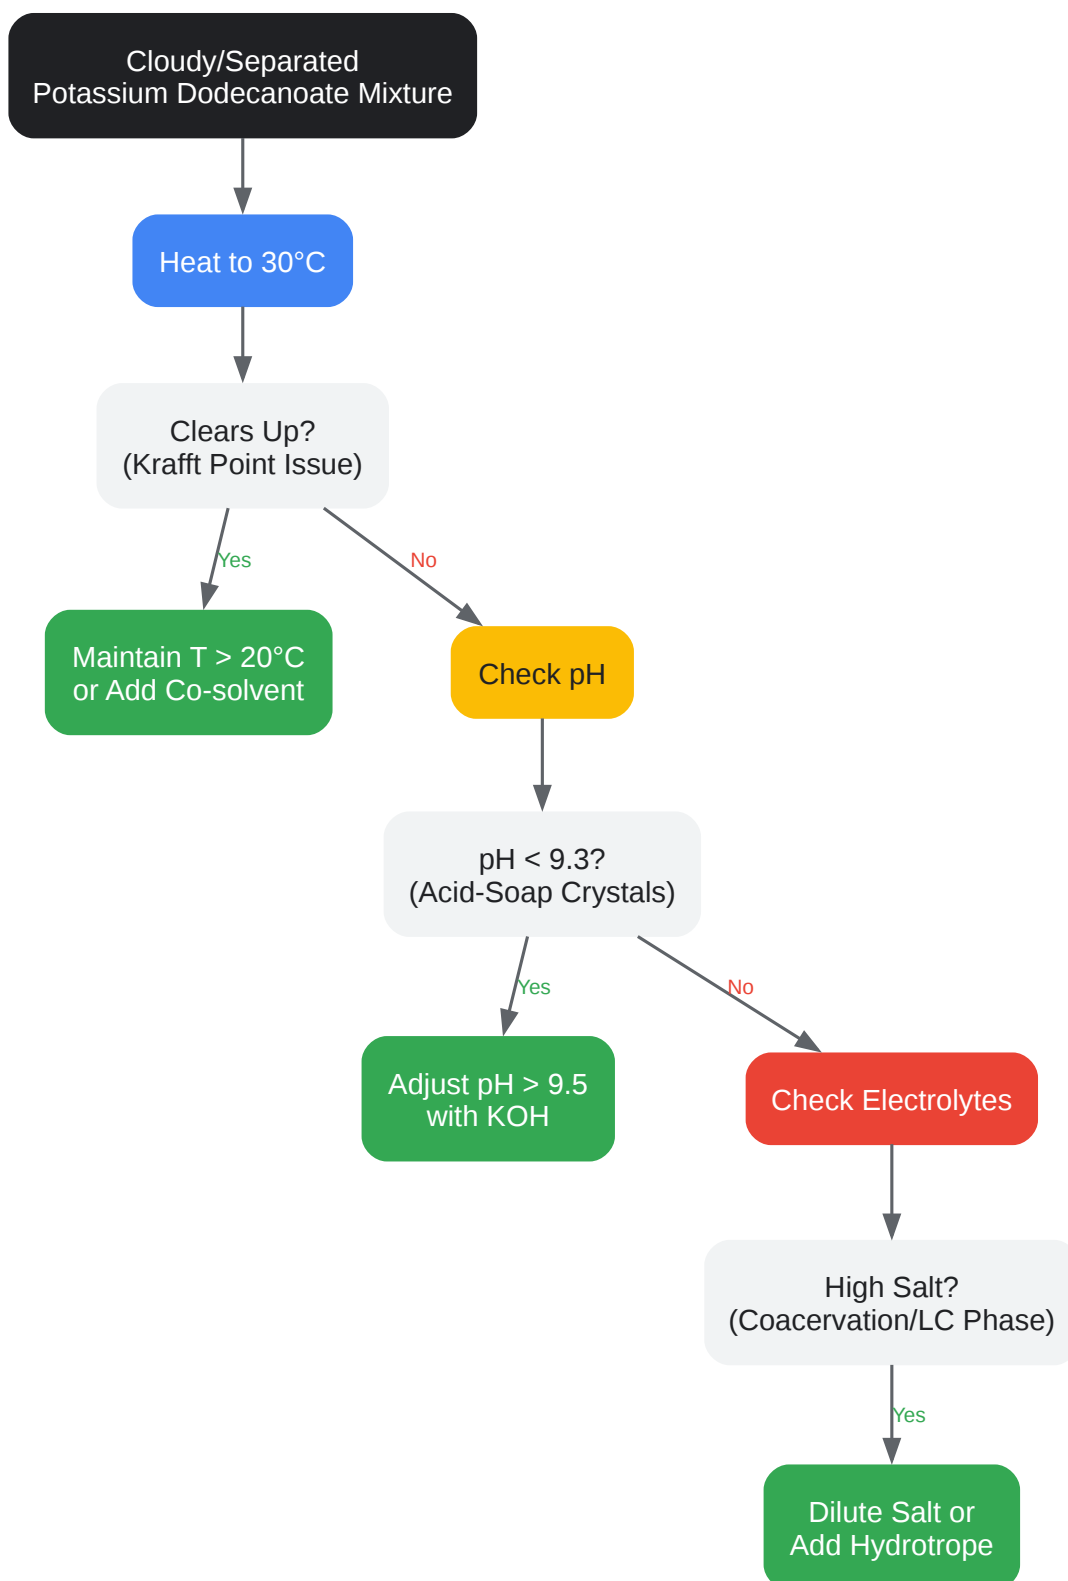 Cloudy/Separated
Potassium Dodecanoate Mixture
Heat to 30°C
Clears Up?
(Krafft Point Issue)
Yes
No
Maintain T > 20°C
or Add Co-solvent
Check pH
pH < 9.3?
(Acid-Soap Crystals)
Yes
No
Adjust pH > 9.5
with KOH
Check Electrolytes
High Salt?
(Coacervation/LC Phase)
Yes
Dilute Salt or
Add Hydrotrope